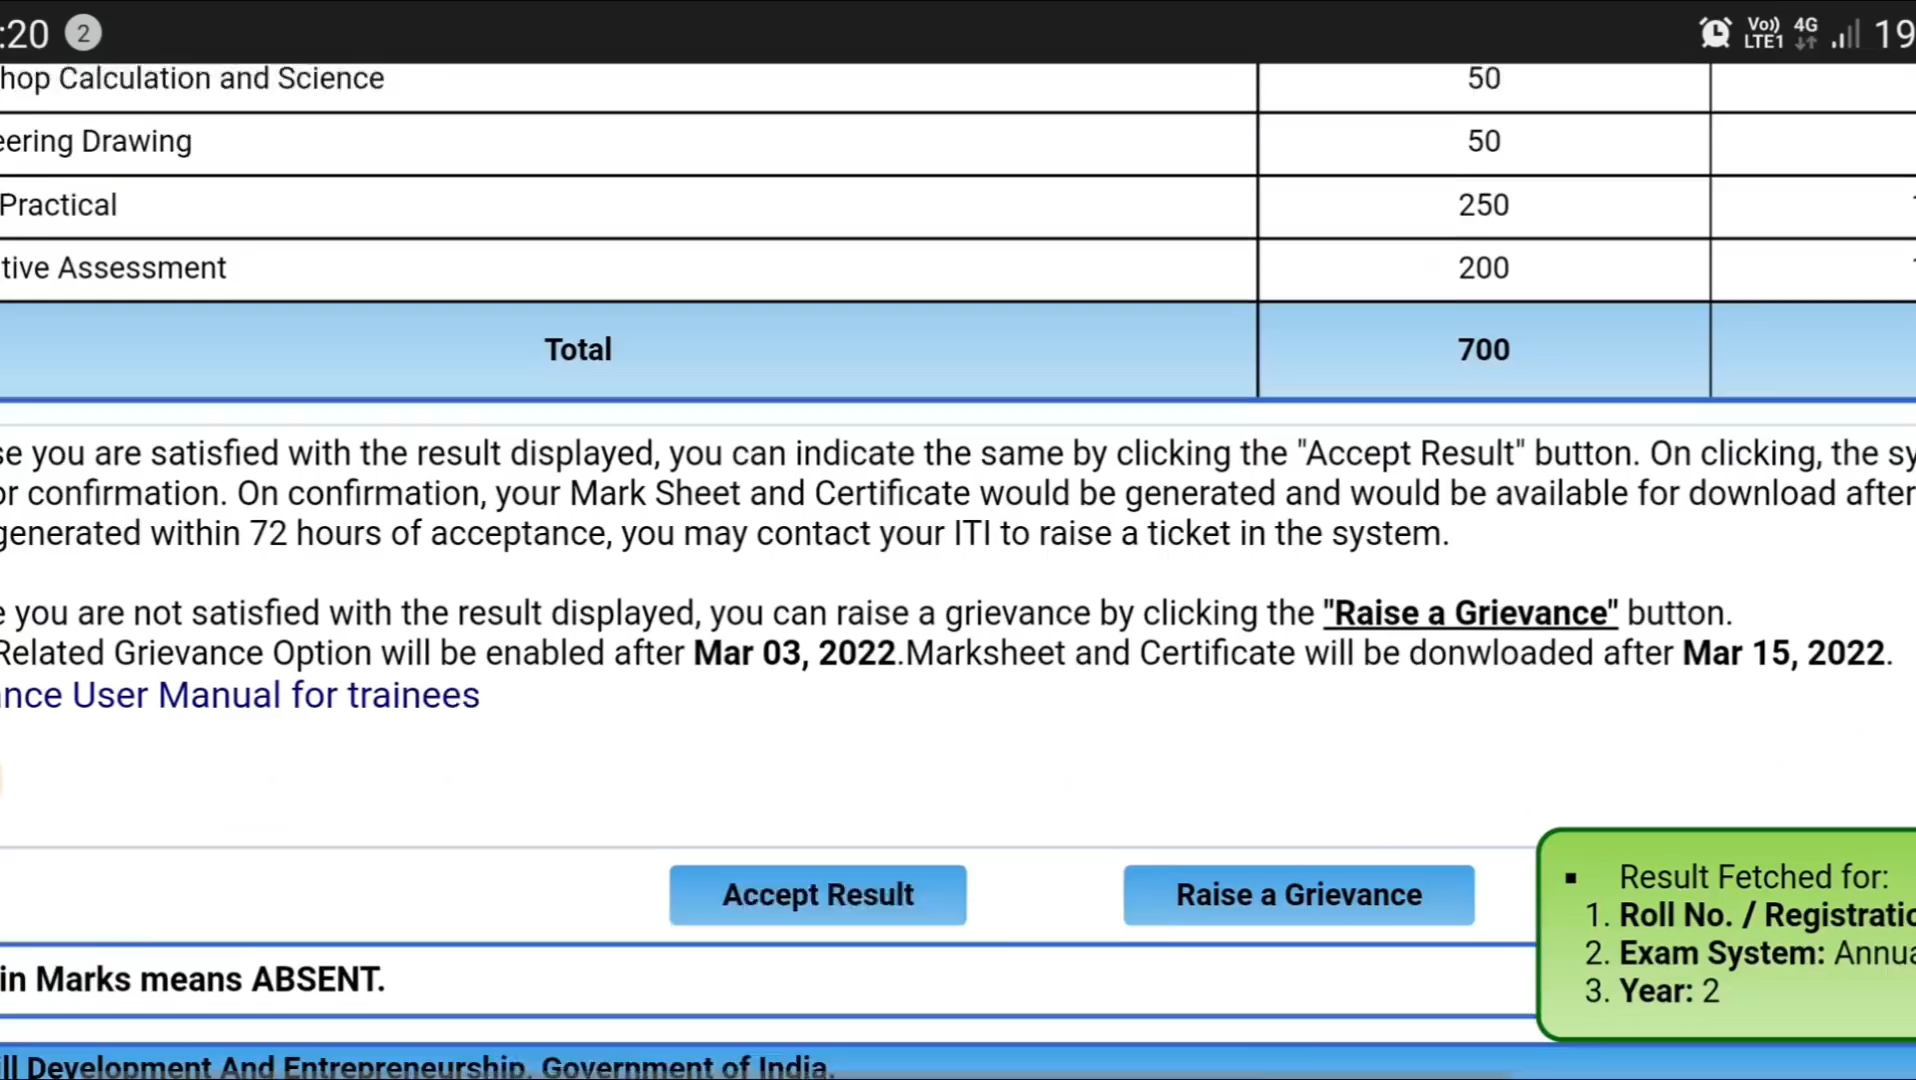 :20 2 Vo)) LTE1 4G 19
hop Calculation and Science 50
eering Drawing 50
Practical 250
tive Assessment 200
Total 700
se you are satisfied with the result displayed, you can indicate the same by clicking the "Accept Result" button. On clicking, the sy
or confirmation. On confirmation, your Mark Sheet and Certificate would be generated and would be available for download after
generated within 72 hours of acceptance, you may contact your ITI to raise a ticket in the system.
e you are not satisfied with the result displayed, you can raise a grievance by clicking the "Raise a Grievance" button.
Related Grievance Option will be enabled after Mar 03, 2022.Marksheet and Certificate will be donwloaded after Mar 15, 2022.
ance User Manual for trainees
Accept Result Raise a Grievance
▪ Result Fetched for:
1. Roll No. / Registratio
2. Exam System: Annua
3. Year: 2
in Marks means ABSENT.
ill Development And Entrepreneurship, Government of India.